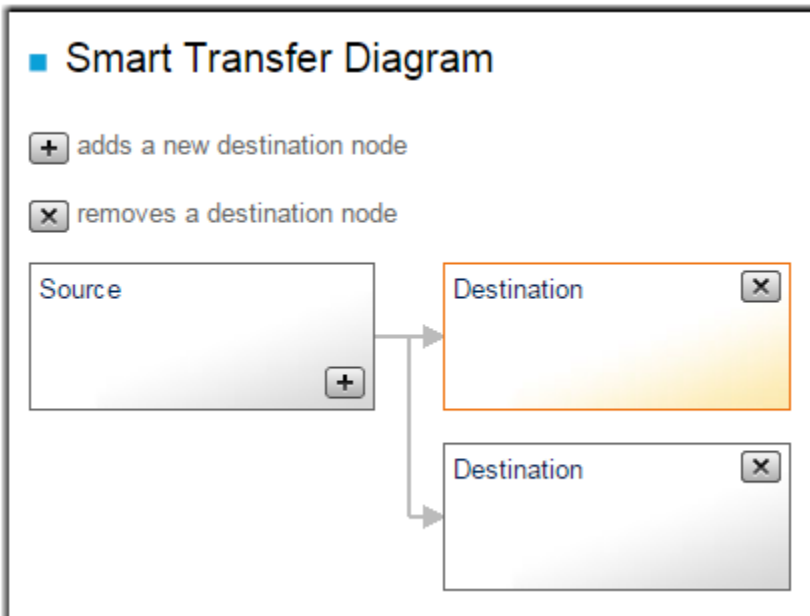 Smart Transfer Diagram
adds a new destination node
removes a destination node
Source
Destination
Destination